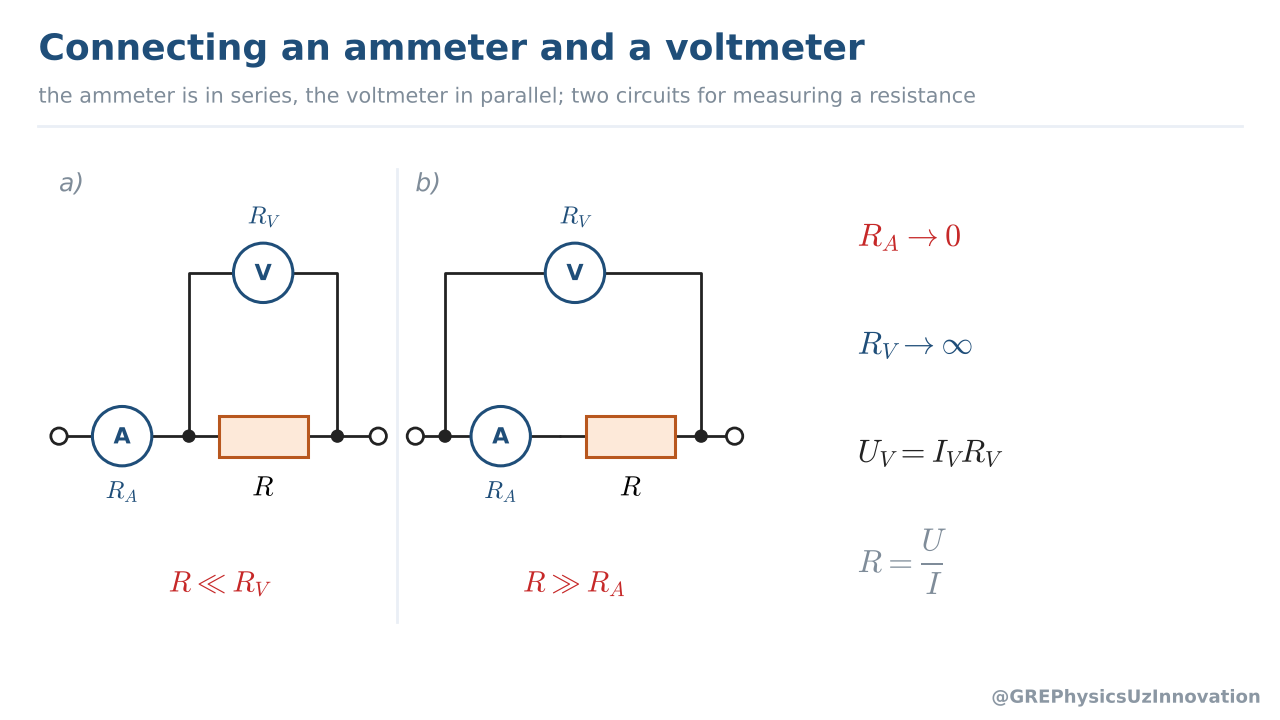 Connecting an ammeter and a voltmeter
the ammeter is in series, the voltmeter in parallel; two circuits for measuring a resistance
a)
R_V
V
A
R_A
R
R ≪ R_V
b)
R_V
V
A
R_A
R
R ≫ R_A
R_A → 0
R_V → ∞
U_V = I_V R_V
R = U/I
@GREPhysicsUzInnovation